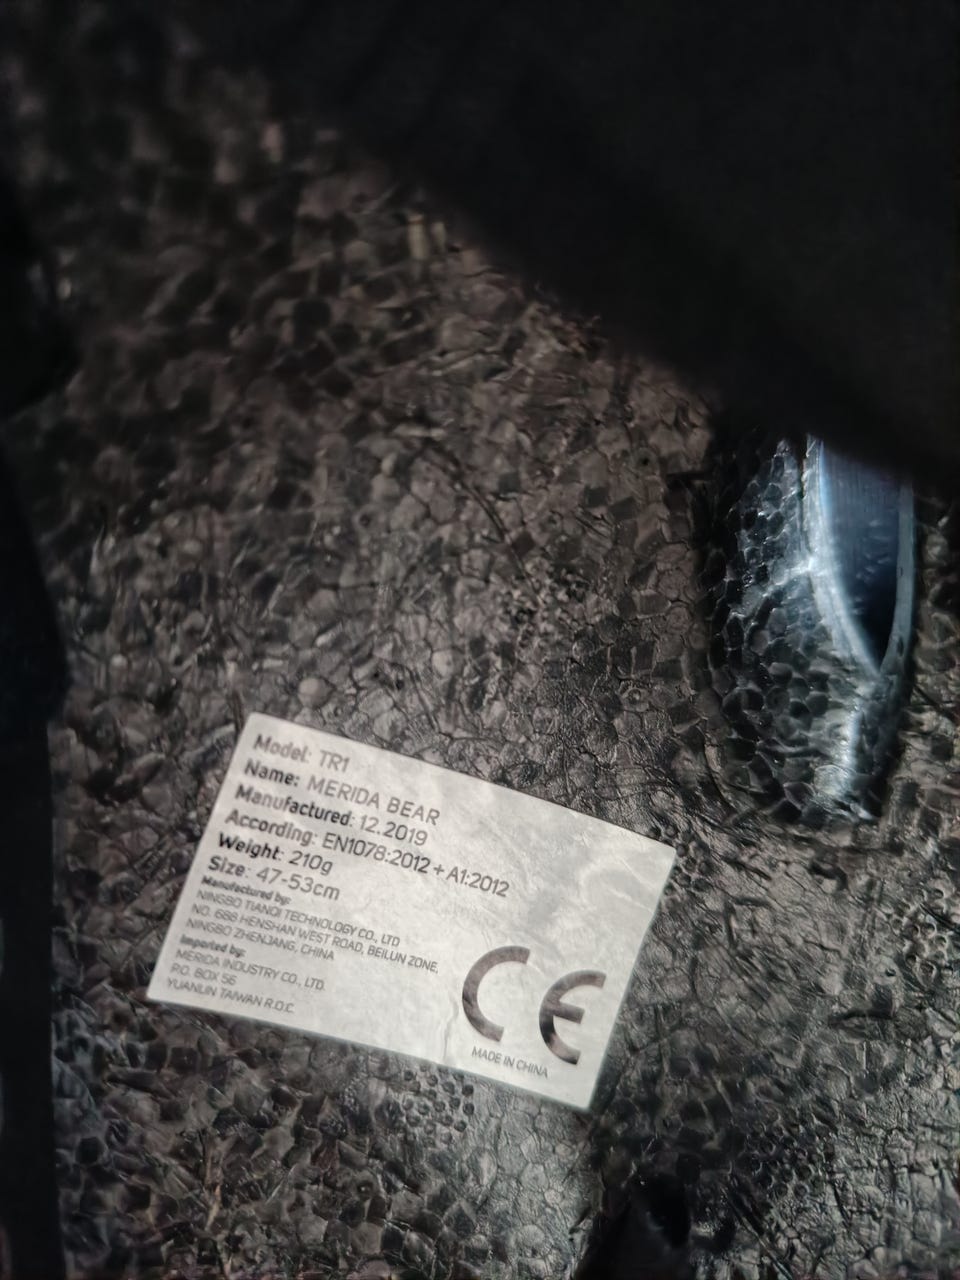 Model: TR1
Name: MERIDA BEAR
Manufactured: 12.2019
According: EN1078:2012 + A1:2012
Weight: 210g
Size: 47-53cm
Manufactured by:
NINGBO TIANQI TECHNOLOGY CO., LTD
NO. 688 HENSHAN WEST ROAD, BEILUN ZONE,
NINGBO ZHENJANG, CHINA
Imported by:
MERIDA INDUSTRY CO., LTD.
P.O. BOX 56
YUANLIN TAIWAN R.O.C.
CE
MADE IN CHINA